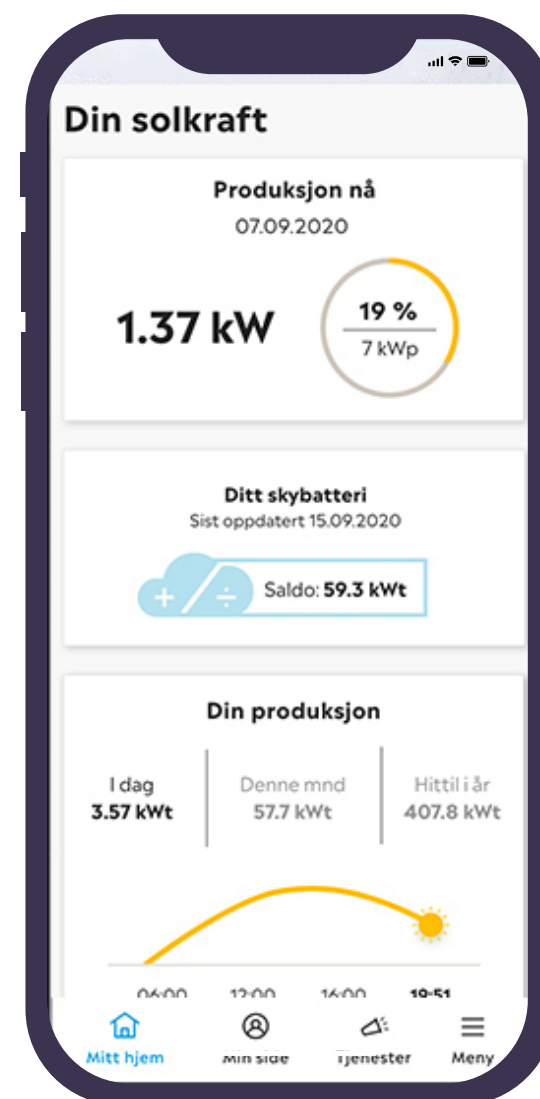 Din solkraft
Produksjon nå
07.09.2020
1.37 kW
19 %
7 kWp
Ditt skybatteri
Sist oppdatert 15.09.2020
Saldo: 59.3 kWt
Din produksjon
I dag
3.57 kWt
Denne mnd
57.7 kWt
Hittil i år
407.8 kWt
06:00 12:00 16:00 19:51
Mitt hjem Min side Tjenester Meny